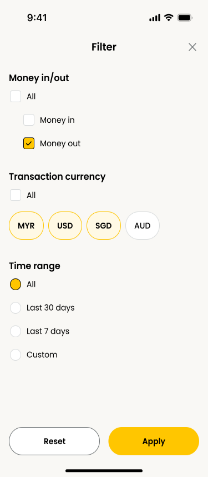 9:41
Filter
Money in/out
All
Money in
Money out
Transaction currency
All
MYR USD SGD AUD
Time range
All
Last 30 days
Last 7 days
Custom
Reset Apply